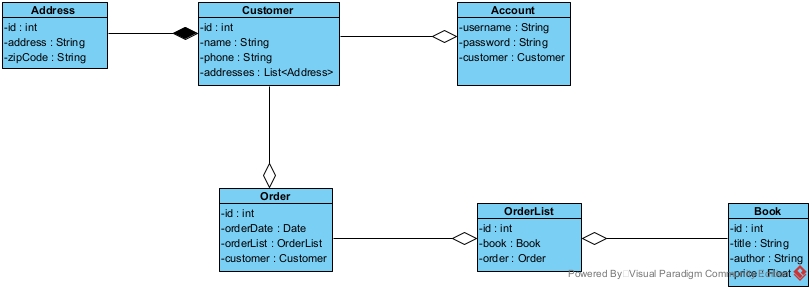 Address
-id : int
-address : String
-zipCode : String
Customer
-id : int
-name : String
-phone : String
-addresses : List<Address>
Account
-username : String
-password : String
-customer : Customer
Order
-id : int
-orderDate : Date
-orderList : OrderList
-customer : Customer
OrderList
-id : int
-book : Book
-order : Order
Book
-id : int
-title : String
-author : String
-price : Float
Powered By Visual Paradigm Community Edition